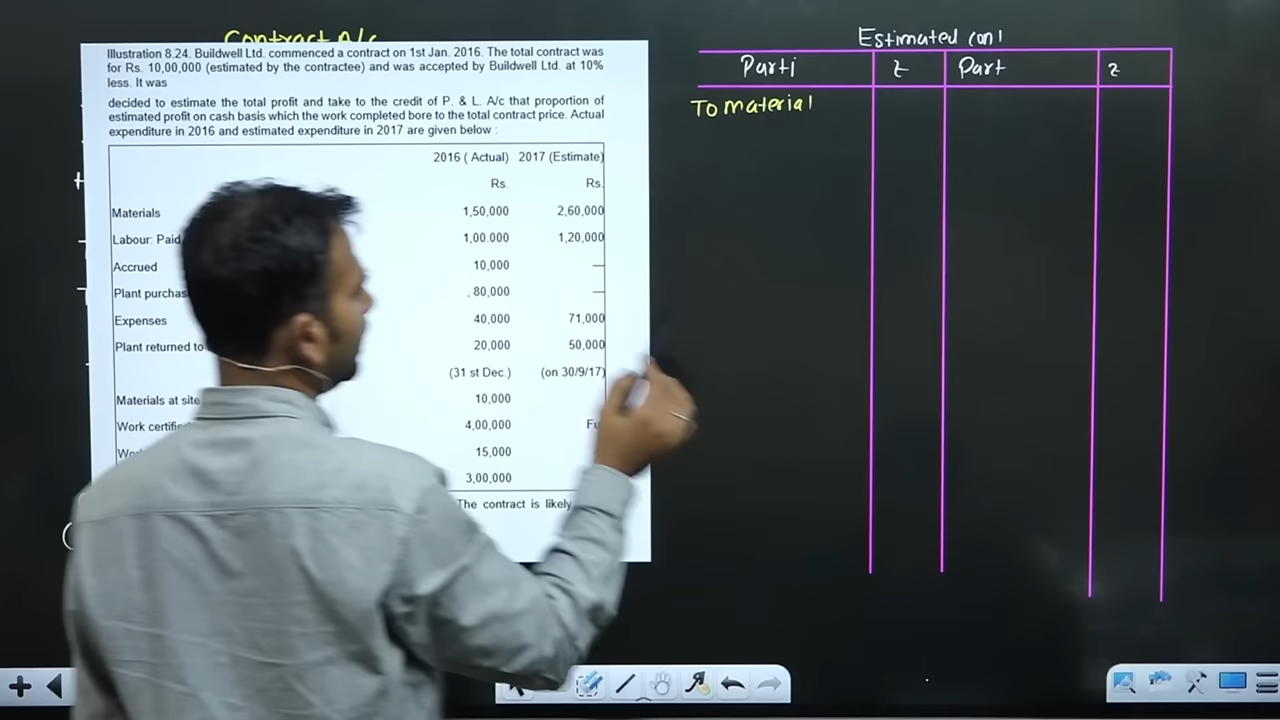 Contract A/c
Illustration 8.24. Buildwell Ltd. commenced a contract on 1st Jan. 2016. The total contract was
for Rs. 10,00,000 (estimated by the contractee) and was accepted by Buildwell Ltd. at 10%
less. It was
decided to estimate the total profit and take to the credit of P. & L. A/c that proportion of
estimated profit on cash basis which the work completed bore to the total contract price. Actual
expenditure in 2016 and estimated expenditure in 2017 are given below :
2016 ( Actual) 2017 (Estimate)
Rs. Rs.
Materials 1,50,000 2,60,000
Labour: Paid 1,00.000 1,20,000
Accrued 10,000 —
Plant 80,000 —
Expenses 40,000 71,000
Plant returned to 20,000 50,000
(31 st Dec.) (on 30/9/17)
Materials at site 10,000
Work 4,00,000
15,000
3,00,000
The contract is likely
Estimated
Parti ₹ Part ₹
To material